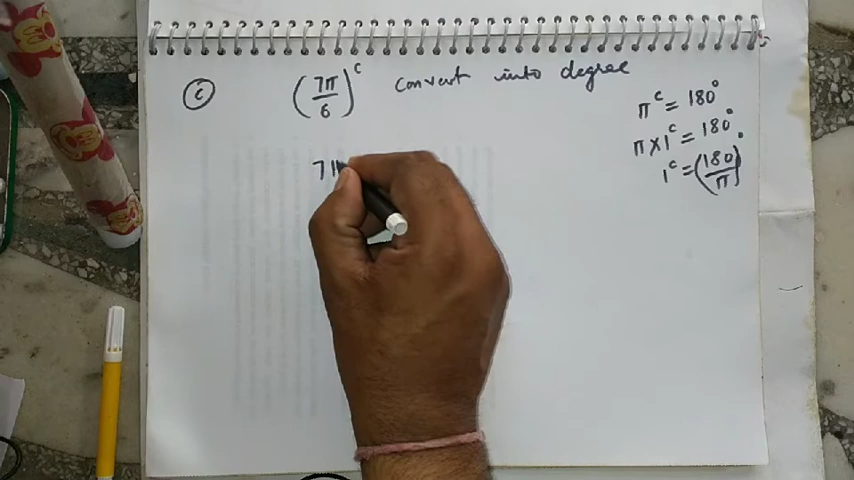 (c) (7π/6)^c convert into degree
π^c = 180°
π × 1^c = 180°
1^c = (180/π)°
7π